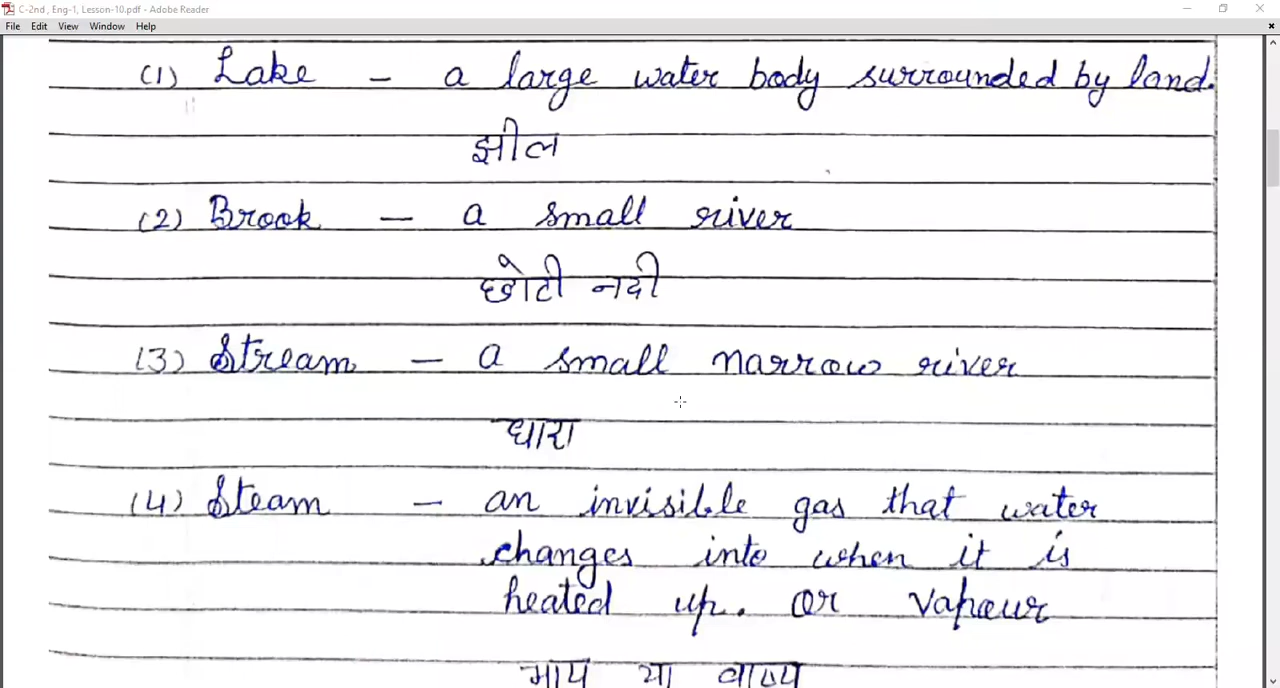 C-2nd , Eng-1, Lesson-10.pdf - Adobe Reader
File Edit View Window Help
(1) Lake - a large water body surrounded by land.
झील
(2) Brook - a small river
छोटी नदी
(3) Stream - a small narrow river
धारा
(4) Steam - an invisible gas that water
changes into when it is
heated up. or vapour
भाप या वाष्प